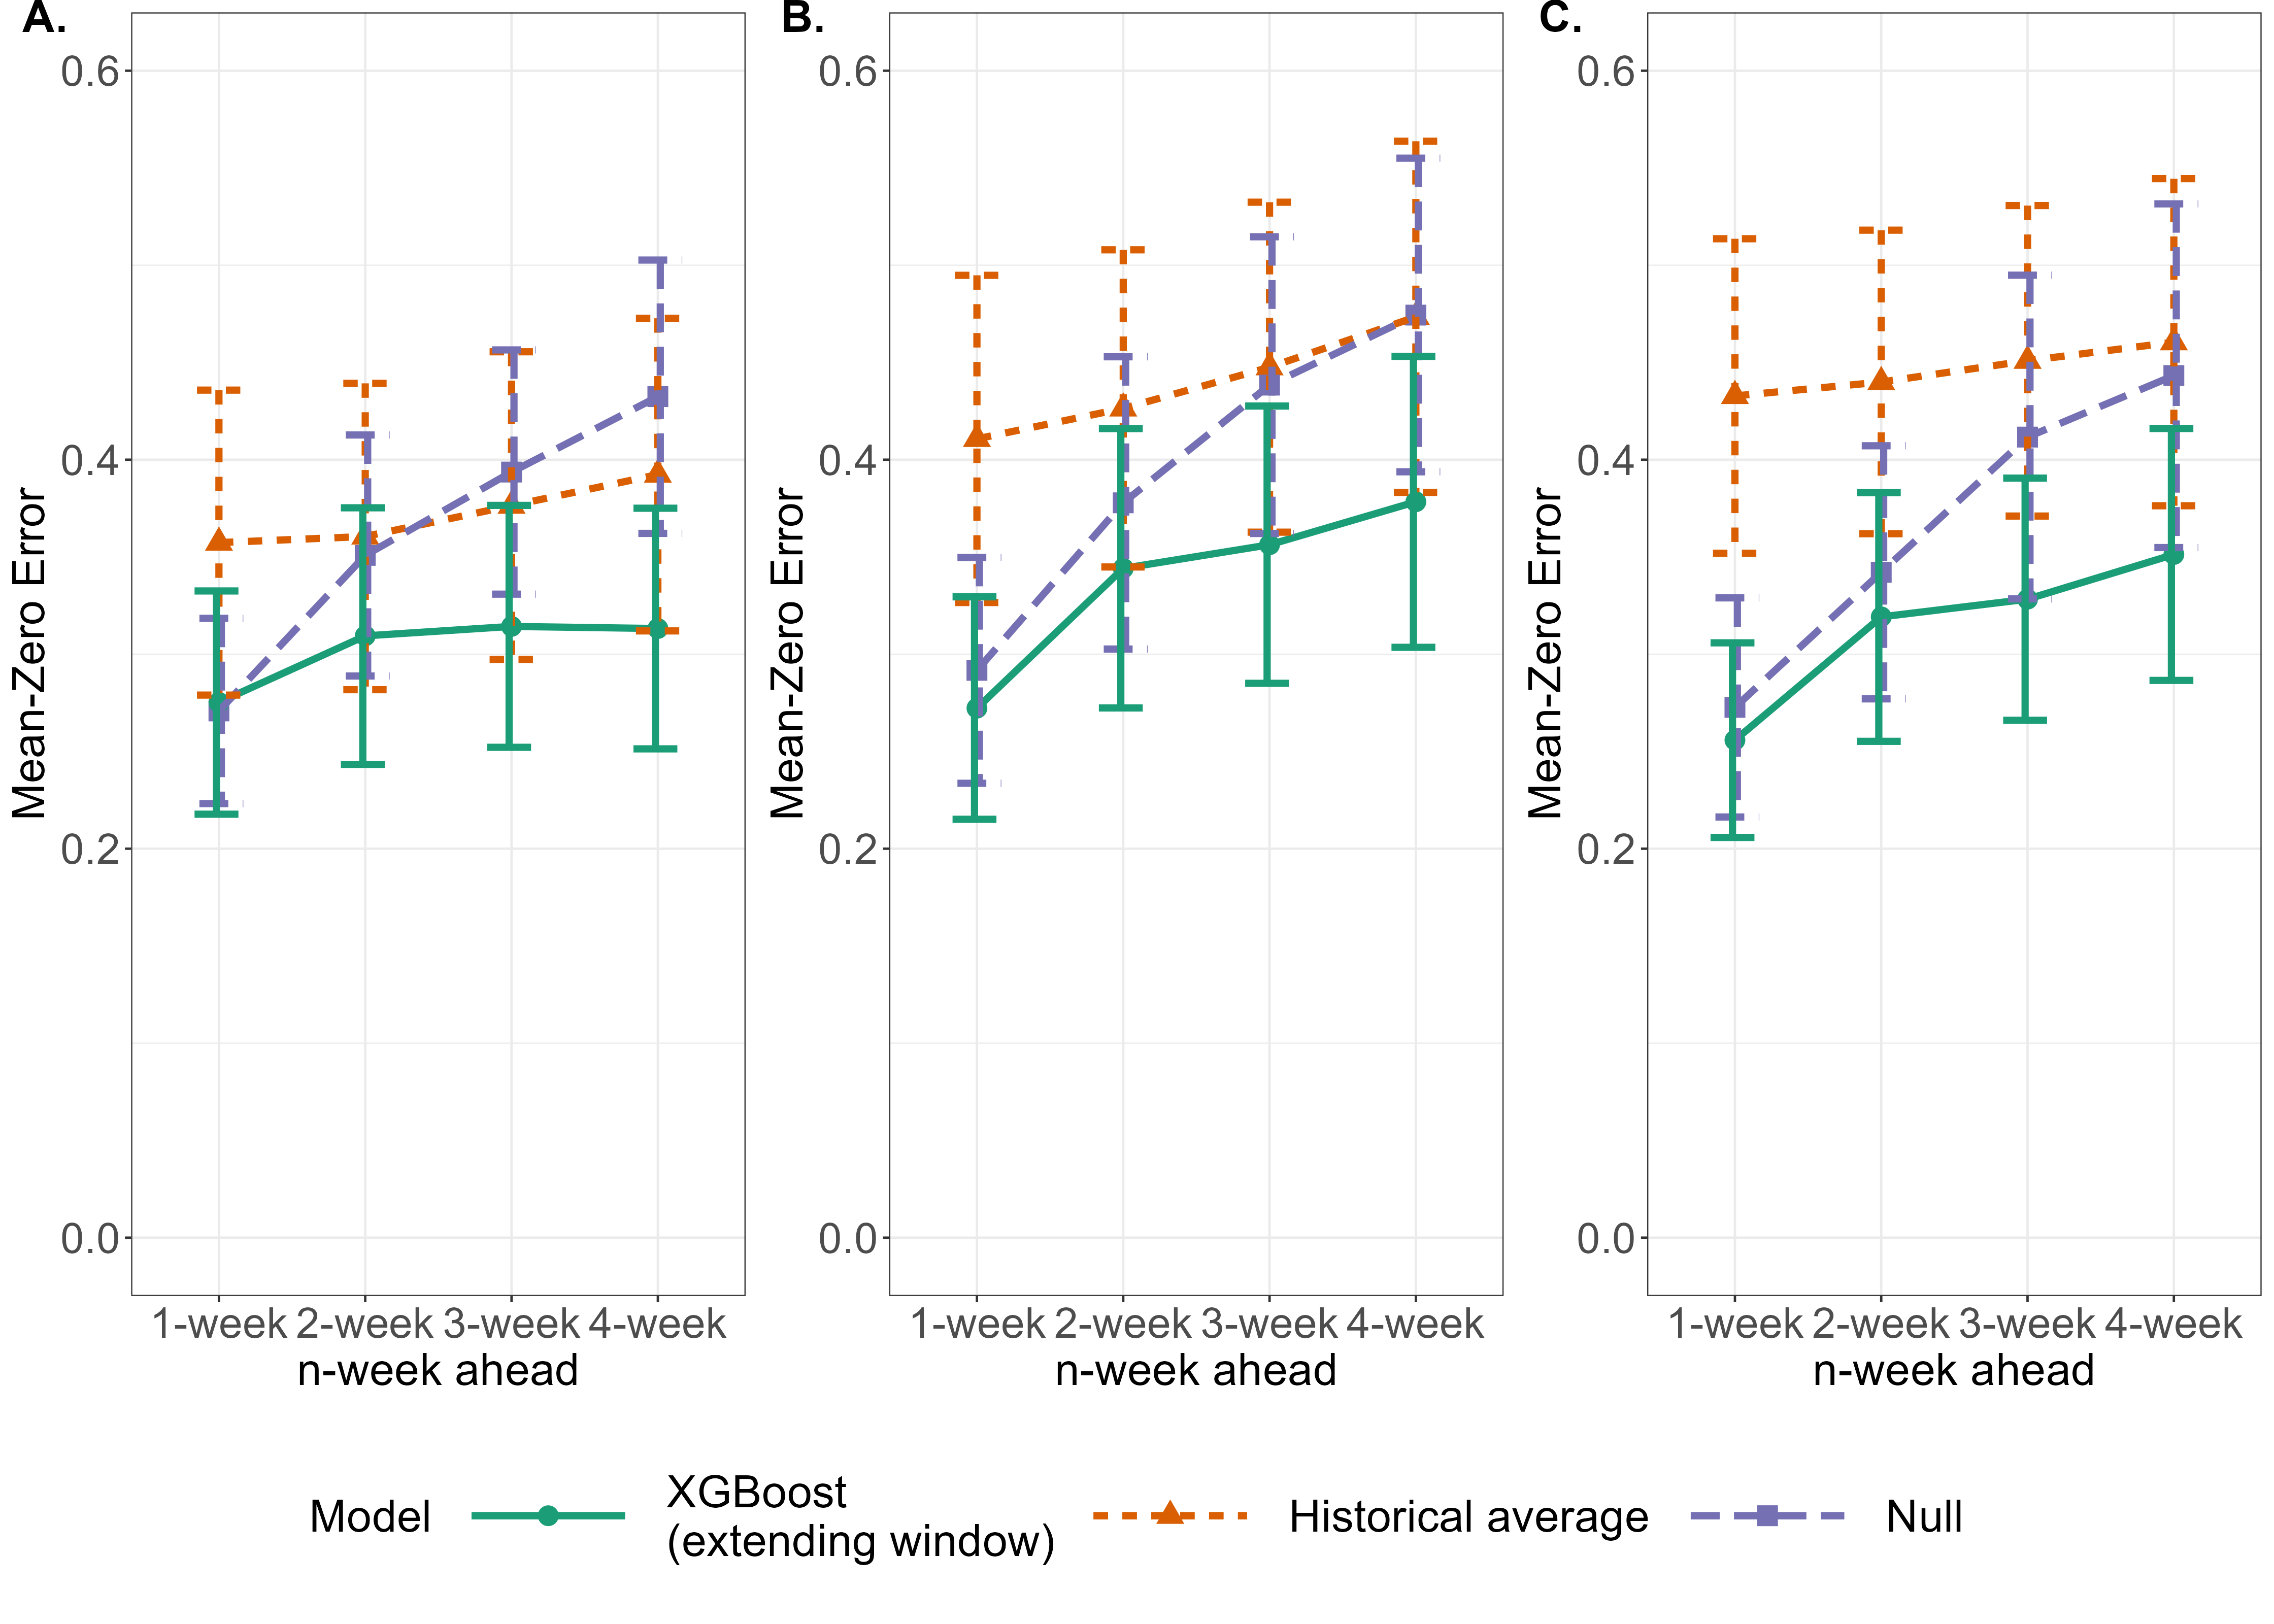 A.
B.
C.
0.6
0.4
0.2
0.0
Mean-Zero Error
1-week 2-week 3-week 4-week
n-week ahead
0.6
0.4
0.2
0.0
Mean-Zero Error
1-week 2-week 3-week 4-week
n-week ahead
0.6
0.4
0.2
0.0
Mean-Zero Error
1-week 2-week 3-week 4-week
n-week ahead
Model
XGBoost
(extending window)
Historical average
Null